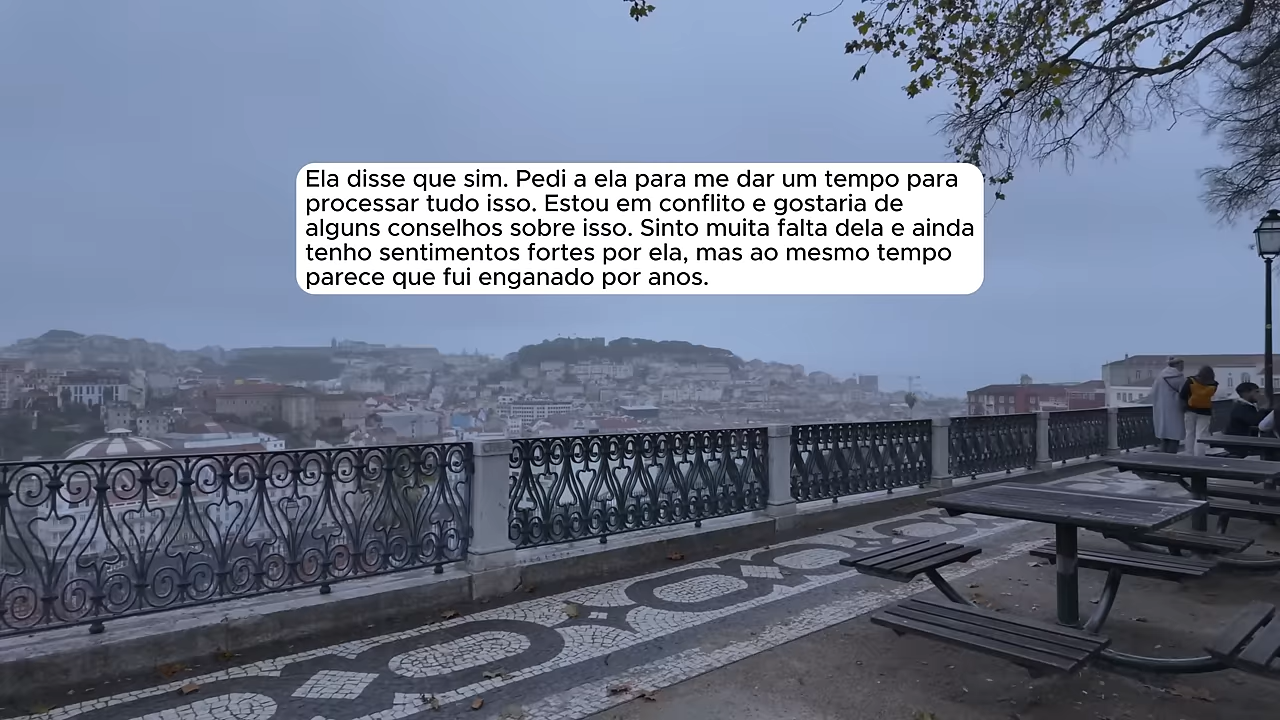 Ela disse que sim. Pedi a ela para me dar um tempo para
processar tudo isso. Estou em conflito e gostaria de
alguns conselhos sobre isso. Sinto muita falta dela e ainda
tenho sentimentos fortes por ela, mas ao mesmo tempo
parece que fui enganado por anos.